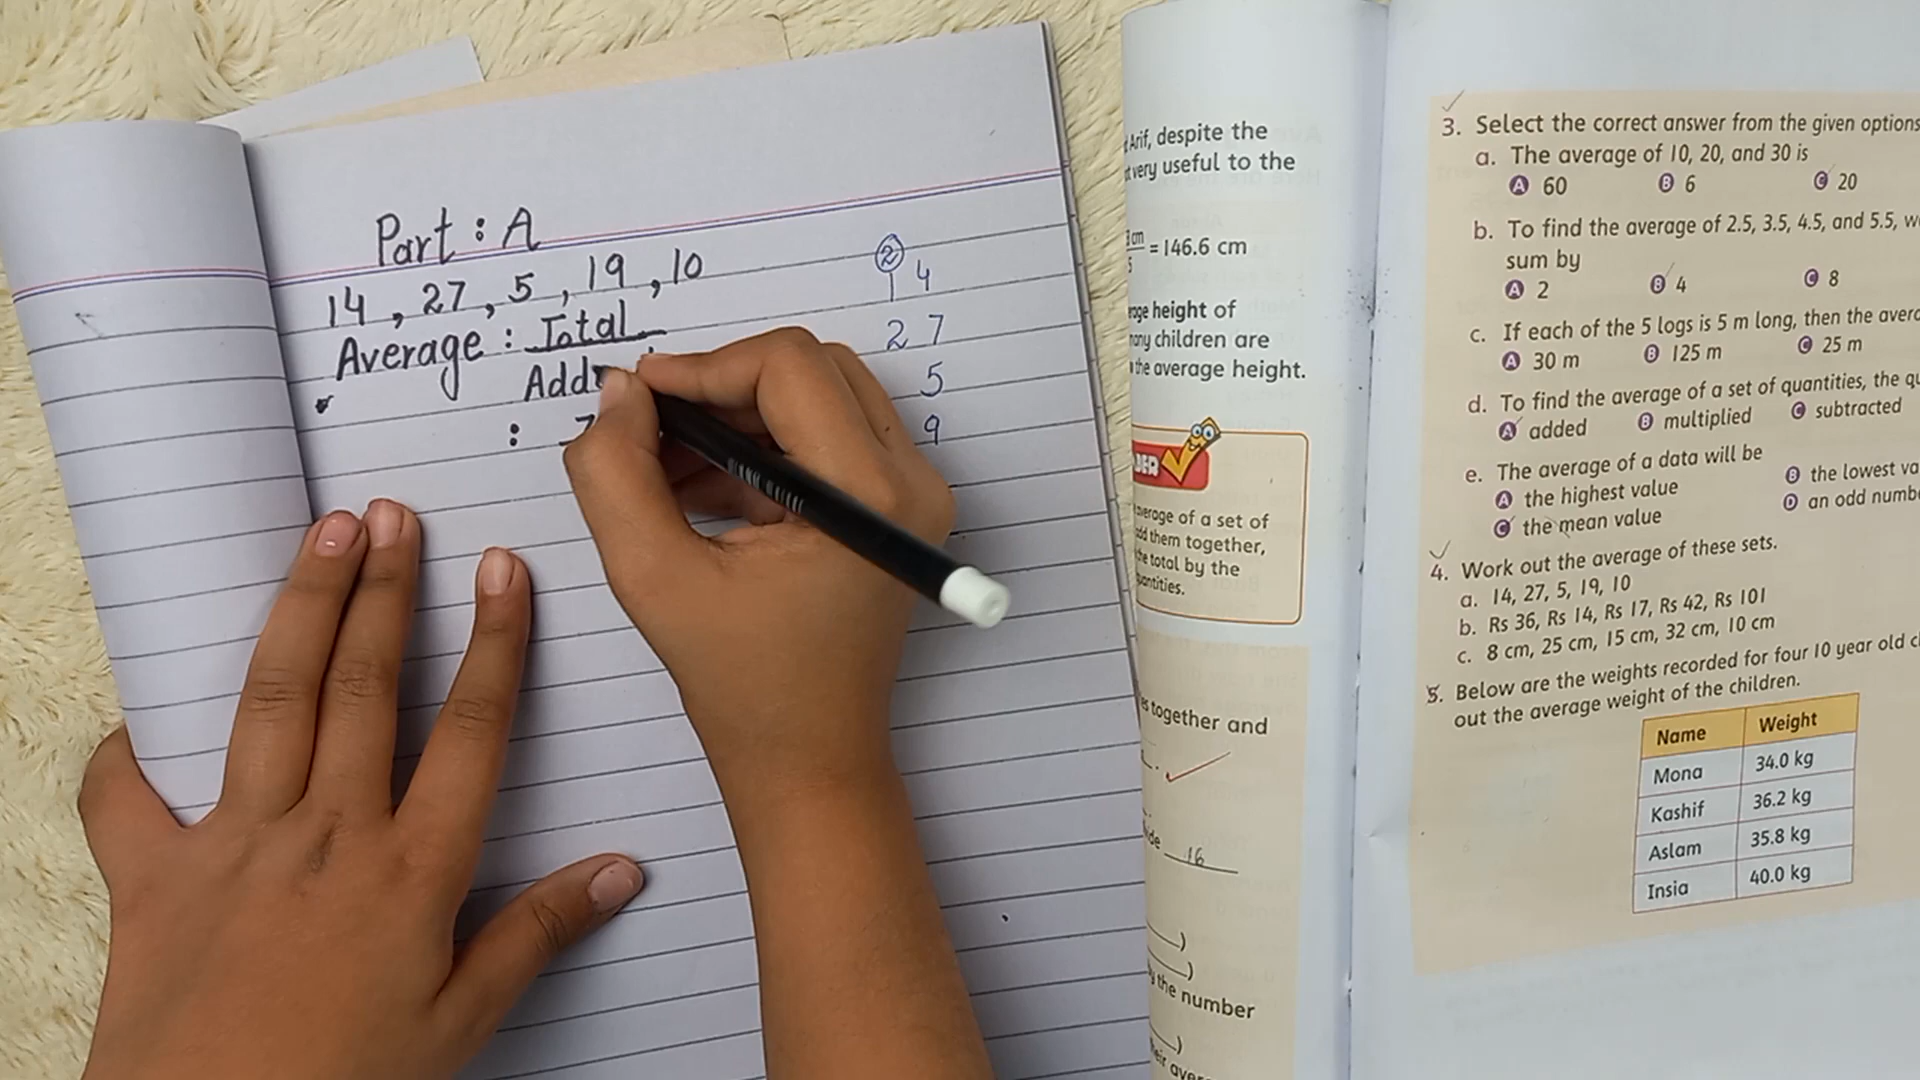 Part : A
14 , 27 , 5 , 19 , 10
Average : Total
Add
:
2
4
2 7
5
9
Arif, despite the
very useful to the
= 146.6 cm
height of
children are
the average height.
of a set of
them together,
total by the
together and
16
the number
3. Select the correct answer from the given options
a. The average of 10, 20, and 30 is
A 60 B 6 C 20
b. To find the average of 2.5, 3.5, 4.5, and 5.5,
sum by
A 2 B 4 C 8
c. If each of the 5 logs is 5 m long, then the
A 30 m B 125 m C 25 m
d. To find the average of a set of quantities, the
A added B multiplied C subtracted
e. The average of a data will be
A the highest value B the lowest
C the mean value D an odd
4. Work out the average of these sets.
a. 14, 27, 5, 19, 10
b. Rs 36, Rs 14, Rs 17, Rs 42, Rs 101
c. 8 cm, 25 cm, 15 cm, 32 cm, 10 cm
5. Below are the weights recorded for four 10 year old
out the average weight of the children.
Name Weight
Mona 34.0 kg
Kashif 36.2 kg
Aslam 35.8 kg
Insia 40.0 kg